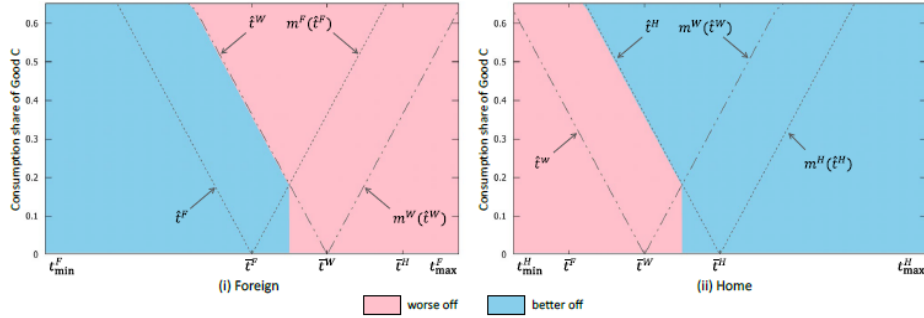 Consumption share of Good C
0.6
0.5
0.4
0.3
0.2
0.1
0
t̂^W
m^F(t̂^F)
t̂^F
m^W(t̂^W)
t^F_min
t̄^F
t̄^W
t̄^H
t^F_max
(i) Foreign
Consumption share of Good C
0.6
0.5
0.4
0.3
0.2
0.1
0
t̂^H
m^W(t̂^W)
t̂^w
m^H(t̂^H)
t^H_min
t̄^F
t̄^W
t̄^H
t^H_max
(ii) Home
worse off
better off